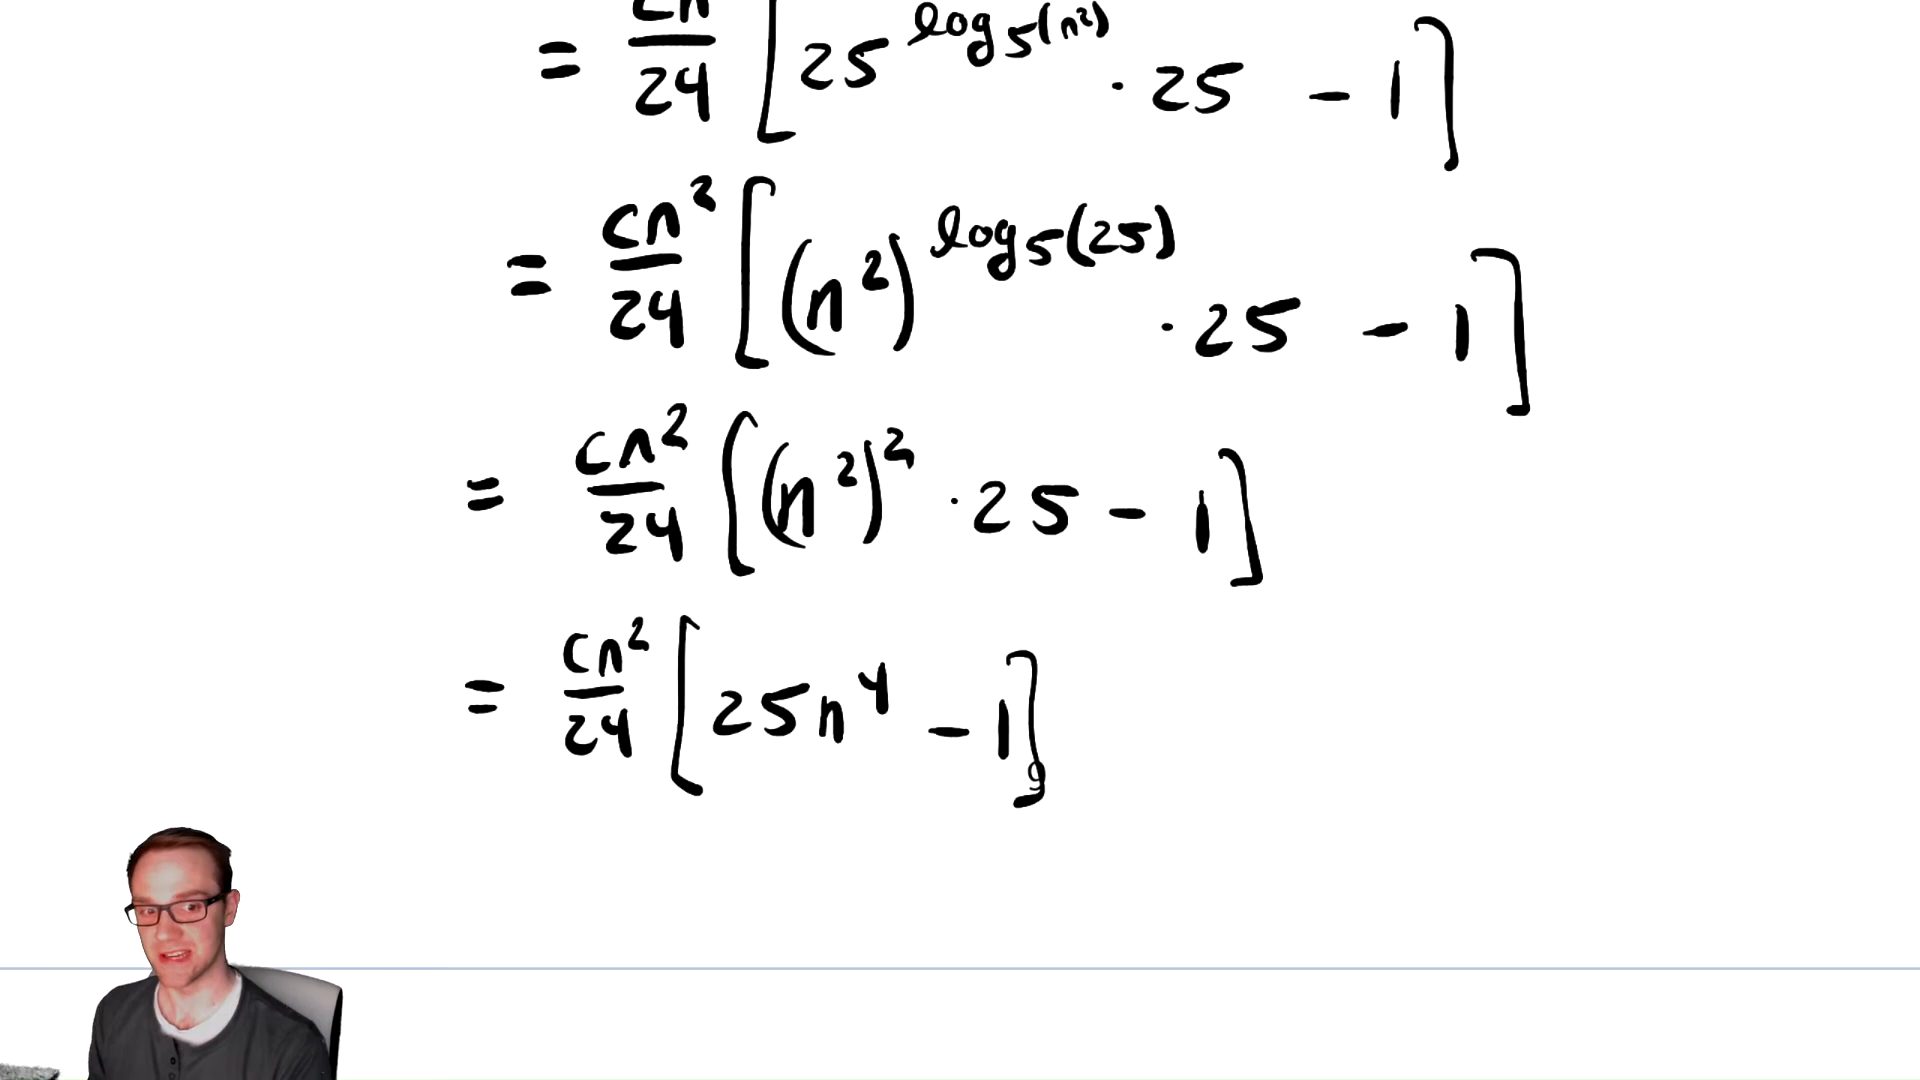 = cn/24 [25^log5(n²) · 25 - 1]
= cn²/24 [(n²)^log5(25) · 25 - 1]
= cn²/24 [(n²)² · 25 - 1]
= cn²/24 [25n⁴ - 1]